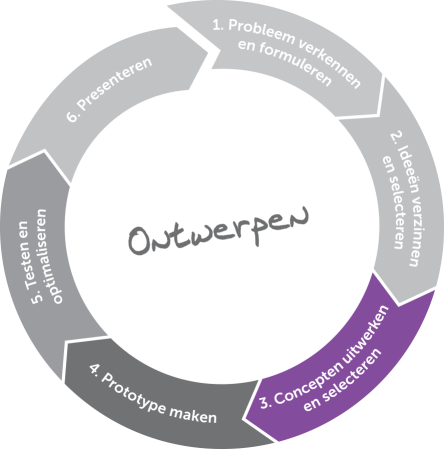 1. Probleem verkennen
en formuleren
2. Ideeën verzinnen
en selecteren
3. Concepten uitwerken
en selecteren
4. Prototype maken
5. Testen en
optimaliseren
6. Presenteren
Ontwerpen